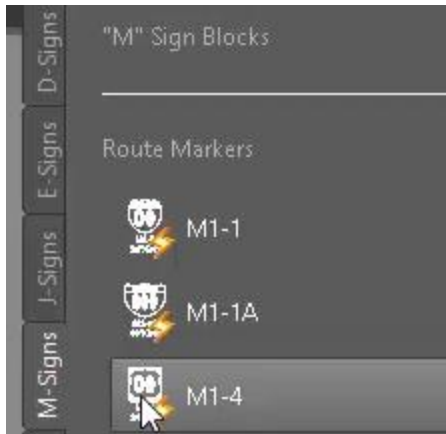 D-Signs
E-Signs
J-Signs
M-Signs
"M" Sign Blocks
Route Markers
M1-1
M1-1A
M1-4